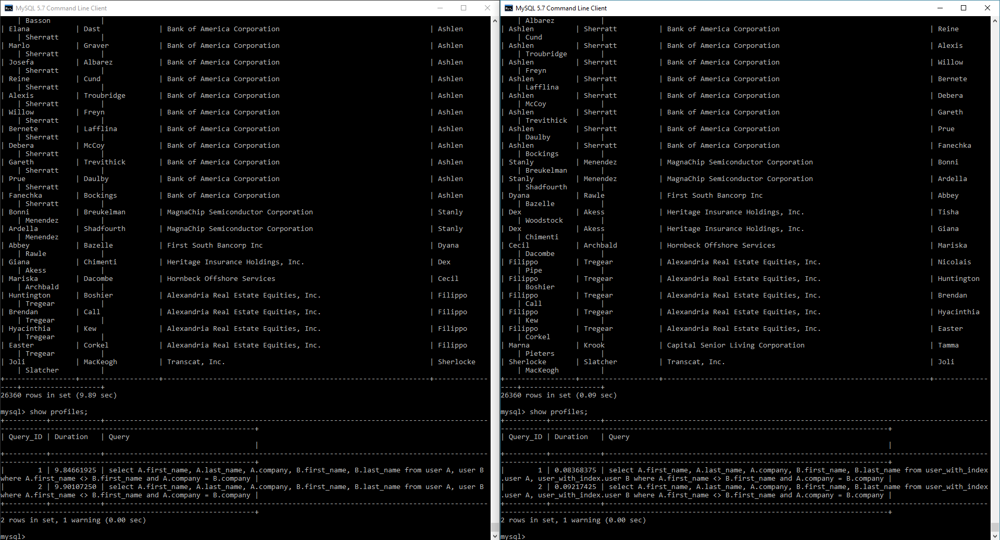 MySQL 5.7 Command Line Client
| Basson |
| Elana | Dast | Bank of America Corporation | Ashlen
| Sherratt |
| Marlo | Graver | Bank of America Corporation | Ashlen
| Sherratt |
| Josefa | Albarez | Bank of America Corporation | Ashlen
| Sherratt |
| Reine | Cund | Bank of America Corporation | Ashlen
| Sherratt |
| Alexis | Troubridge | Bank of America Corporation | Ashlen
| Sherratt |
| Willow | Freyn | Bank of America Corporation | Ashlen
| Sherratt |
| Bernete | Lafflina | Bank of America Corporation | Ashlen
| Sherratt |
| Debera | McCoy | Bank of America Corporation | Ashlen
| Sherratt |
| Gareth | Trevithick | Bank of America Corporation | Ashlen
| Sherratt |
| Prue | Daulby | Bank of America Corporation | Ashlen
| Sherratt |
| Fanechka | Bockings | Bank of America Corporation | Ashlen
| Sherratt |
| Bonni | Breukelman | MagnaChip Semiconductor Corporation | Stanly
| Menendez |
| Ardella | Shadfourth | MagnaChip Semiconductor Corporation | Stanly
| Menendez |
| Abbey | Bazelle | First South Bancorp Inc | Dyana
| Rawle |
| Giana | Chimenti | Heritage Insurance Holdings, Inc. | Dex
| Akess |
| Mariska | Dacombe | Hornbeck Offshore Services | Cecil
| Archbald |
| Huntington | Boshier | Alexandria Real Estate Equities, Inc. | Filippo
| Tregear |
| Brendan | Call | Alexandria Real Estate Equities, Inc. | Filippo
| Tregear |
| Hyacinthia | Kew | Alexandria Real Estate Equities, Inc. | Filippo
| Tregear |
| Easter | Corkel | Alexandria Real Estate Equities, Inc. | Filippo
| Tregear |
| Joli | MacKeogh | Transcat, Inc. | Sherlocke
| Slatcher |
26360 rows in set (9.89 sec)
mysql> show profiles;
| Query_ID | Duration | Query
|
| 1 | 9.84661925 | select A.first_name, A.last_name, A.company, B.first_name, B.last_name from user A, user B
where A.first_name <> B.first_name and A.company = B.company |
| 2 | 9.90107250 | select A.first_name, A.last_name, A.company, B.first_name, B.last_name from user A, user B
where A.first_name <> B.first_name and A.company = B.company |
2 rows in set, 1 warning (0.00 sec)
mysql>
MySQL 5.7 Command Line Client
| Albarez |
| Ashlen | Sherratt | Bank of America Corporation | Reine
| Cund |
| Ashlen | Sherratt | Bank of America Corporation | Alexis
| Troubridge |
| Ashlen | Sherratt | Bank of America Corporation | Willow
| Freyn |
| Ashlen | Sherratt | Bank of America Corporation | Bernete
| Lafflina |
| Ashlen | Sherratt | Bank of America Corporation | Debera
| McCoy |
| Ashlen | Sherratt | Bank of America Corporation | Gareth
| Trevithick |
| Ashlen | Sherratt | Bank of America Corporation | Prue
| Daulby |
| Ashlen | Sherratt | Bank of America Corporation | Fanechka
| Bockings |
| Stanly | Menendez | MagnaChip Semiconductor Corporation | Bonni
| Breukelman |
| Stanly | Menendez | MagnaChip Semiconductor Corporation | Ardella
| Shadfourth |
| Dyana | Rawle | First South Bancorp Inc | Abbey
| Bazelle |
| Dex | Akess | Heritage Insurance Holdings, Inc. | Tisha
| Woodstock |
| Dex | Akess | Heritage Insurance Holdings, Inc. | Giana
| Chimenti |
| Cecil | Archbald | Hornbeck Offshore Services | Mariska
| Dacombe |
| Filippo | Tregear | Alexandria Real Estate Equities, Inc. | Nicolais
| Pipe |
| Filippo | Tregear | Alexandria Real Estate Equities, Inc. | Huntington
| Boshier |
| Filippo | Tregear | Alexandria Real Estate Equities, Inc. | Brendan
| Call |
| Filippo | Tregear | Alexandria Real Estate Equities, Inc. | Hyacinthia
| Kew |
| Filippo | Tregear | Alexandria Real Estate Equities, Inc. | Easter
| Corkel |
| Marna | Krook | Capital Senior Living Corporation | Tamma
| Pieters |
| Sherlocke | Slatcher | Transcat, Inc. | Joli
| MacKeogh |
26360 rows in set (0.09 sec)
mysql> show profiles;
| Query_ID | Duration | Query
|
| 1 | 0.08368375 | select A.first_name, A.last_name, A.company, B.first_name, B.last_name from user_with_index
.user A, user_with_index.user B where A.first_name <> B.first_name and A.company = B.company |
| 2 | 0.09217425 | select A.first_name, A.last_name, A.company, B.first_name, B.last_name from user_with_index
.user A, user_with_index.user B where A.first_name <> B.first_name and A.company = B.company |
2 rows in set, 1 warning (0.00 sec)
mysql>